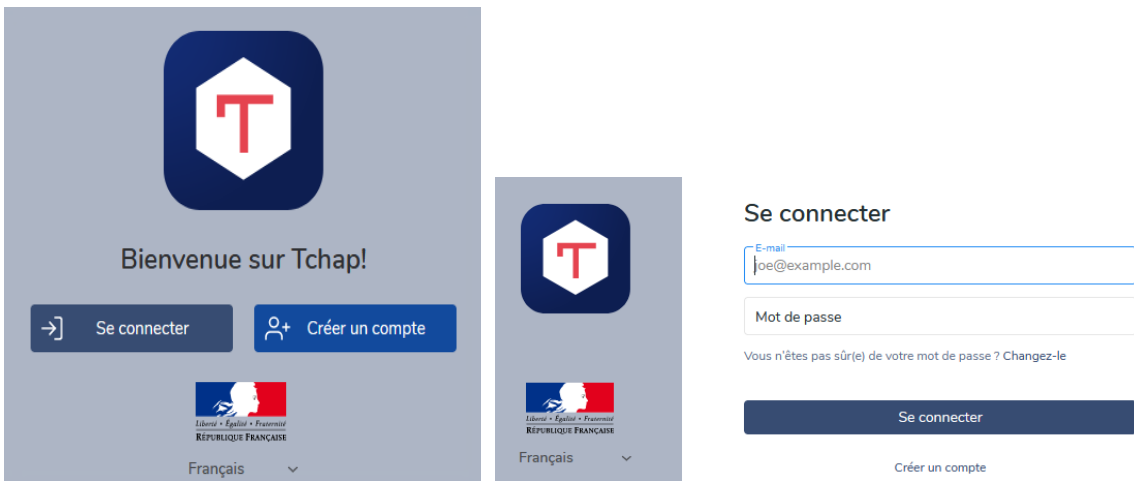 T
Bienvenue sur Tchap!
Se connecter
Créer un compte
Liberté • Égalité • Fraternité
RÉPUBLIQUE FRANÇAISE
Français
T
Liberté • Égalité • Fraternité
RÉPUBLIQUE FRANÇAISE
Français
Se connecter
E-mail
joe@example.com
Mot de passe
Vous n'êtes pas sûr(e) de votre mot de passe ? Changez-le
Se connecter
Créer un compte